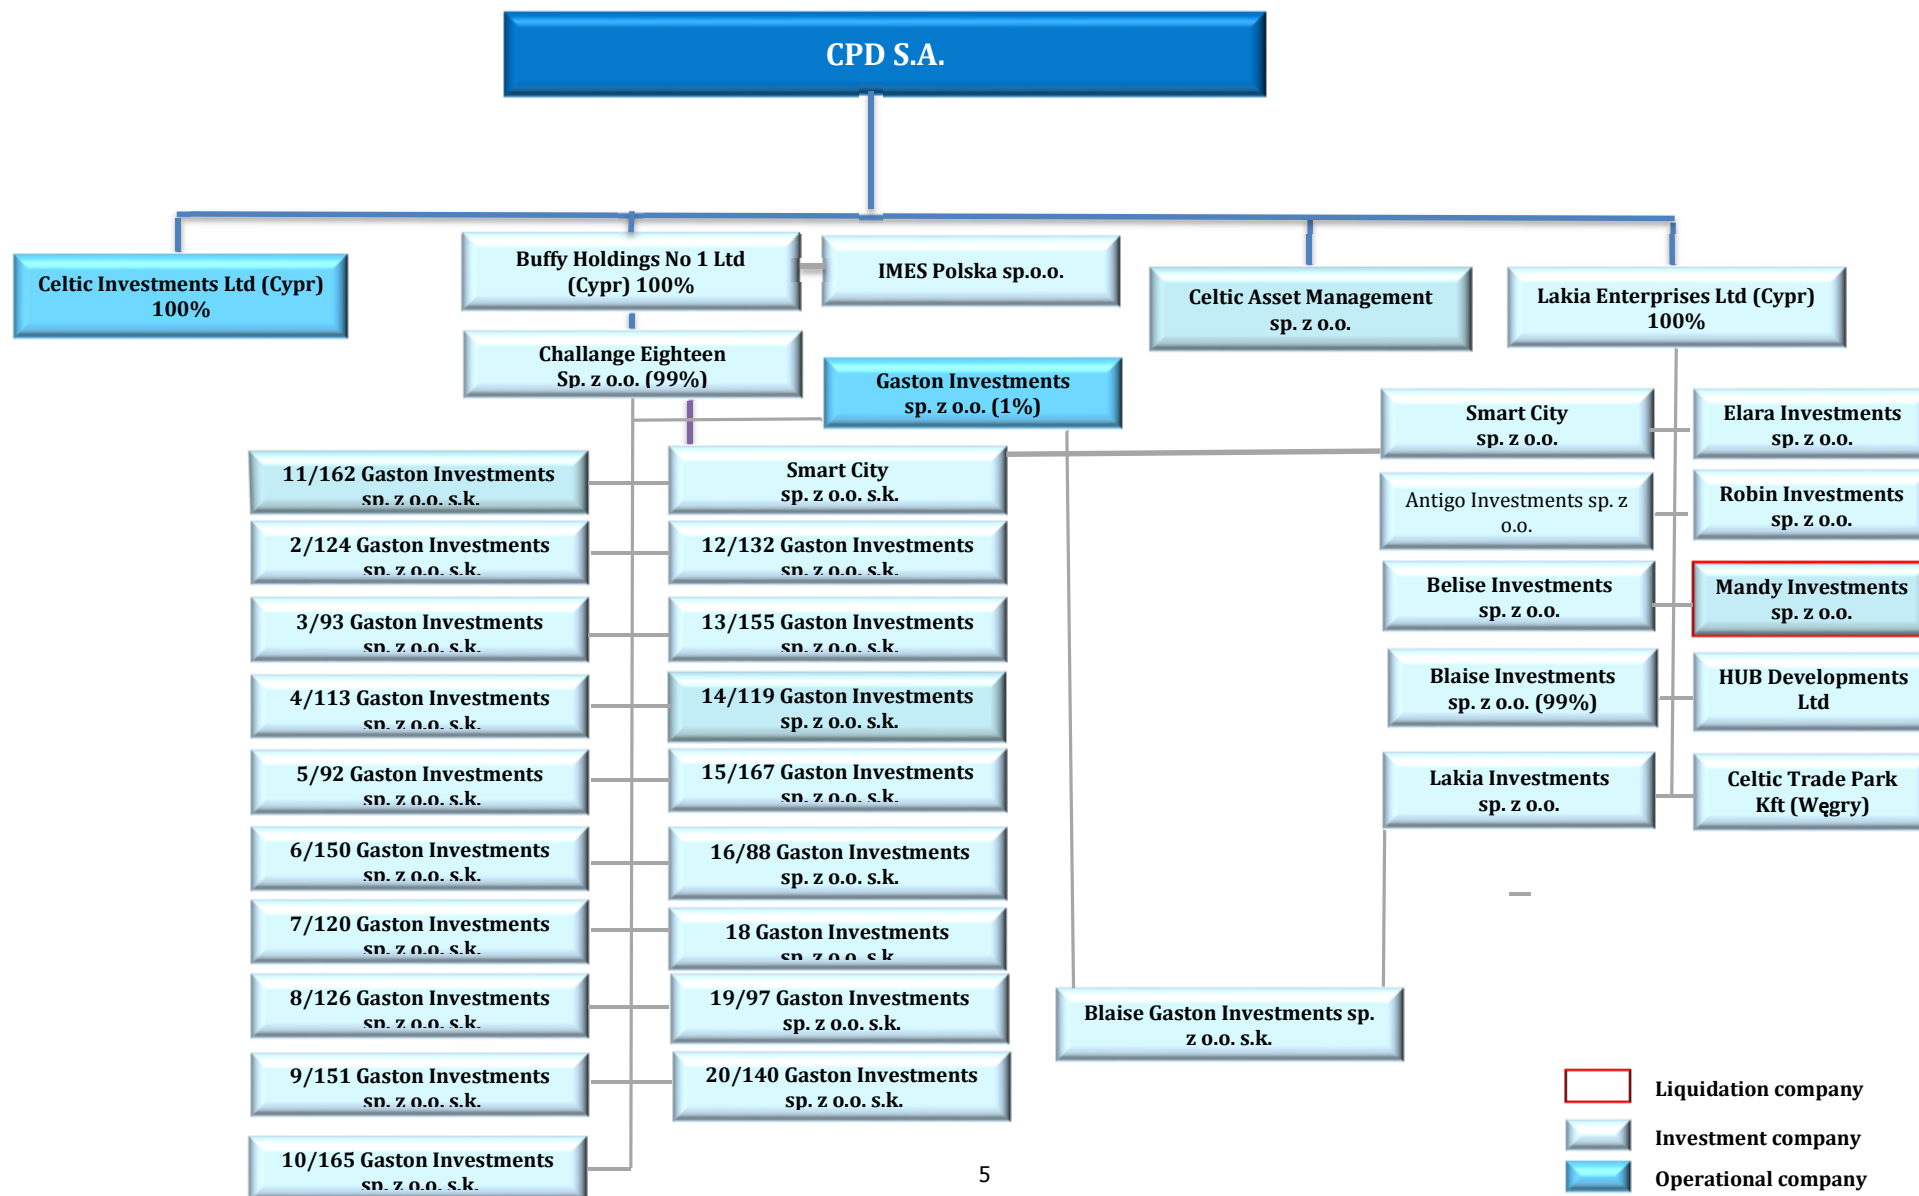 CPD S.A.
Celtic Investments Ltd (Cypr)
100%
Buffy Holdings No 1 Ltd
(Cypr) 100%
IMES Polska sp.o.o.
Celtic Asset Management
sp. z o.o.
Lakia Enterprises Ltd (Cypr)
100%
Challange Eighteen
Sp. z o.o. (99%)
Gaston Investments
sp. z o.o. (1%)
11/162 Gaston Investments
sp. z o.o. s.k.
2/124 Gaston Investments
sp. z o.o. s.k.
3/93 Gaston Investments
sp. z o.o. s.k.
4/113 Gaston Investments
sp. z o.o. s.k.
5/92 Gaston Investments
sp. z o.o. s.k.
6/150 Gaston Investments
sp. z o.o. s.k.
7/120 Gaston Investments
sp. z o.o. s.k.
8/126 Gaston Investments
sp. z o.o. s.k.
9/151 Gaston Investments
sp. z o.o. s.k.
10/165 Gaston Investments
sp. z o.o. s.k.
Smart City
sp. z o.o. s.k.
12/132 Gaston Investments
sp. z o.o. s.k.
13/155 Gaston Investments
sp. z o.o. s.k.
14/119 Gaston Investments
sp. z o.o. s.k.
15/167 Gaston Investments
sp. z o.o. s.k.
16/88 Gaston Investments
sp. z o.o. s.k.
18 Gaston Investments
sp. z o.o. s.k.
19/97 Gaston Investments
sp. z o.o. s.k.
20/140 Gaston Investments
sp. z o.o. s.k.
Smart City
sp. z o.o.
Antigo Investments sp. z
o.o.
Belise Investments
sp. z o.o.
Blaise Investments
sp. z o.o. (99%)
Lakia Investments
sp. z o.o.
Elara Investments
sp. z o.o.
Robin Investments
sp. z o.o.
Mandy Investments
sp. z o.o.
HUB Developments
Ltd
Celtic Trade Park
Kft (Węgry)
Blaise Gaston Investments sp.
z o.o. s.k.
Liquidation company
Investment company
Operational company
5